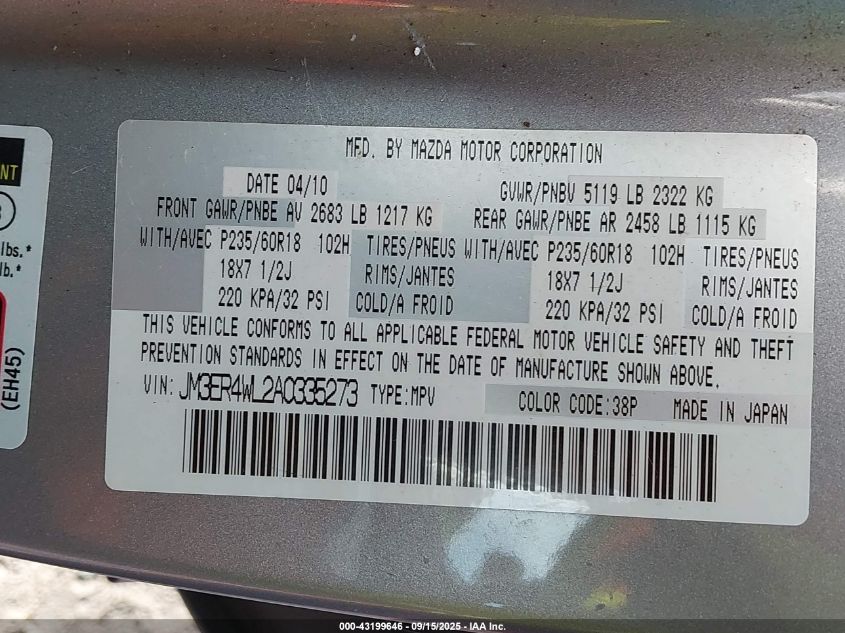 MFD. BY MAZDA MOTOR CORPORATION
DATE 04/10 GVWR/PNBV 5119 LB 2322 KG
FRONT GAWR/PNBE AV 2683 LB 1217 KG REAR GAWR/PNBE AR 2458 LB 1115 KG
WITH/AVEC P235/60R18 102H TIRES/PNEUS WITH/AVEC P235/60R18 102H TIRES/PNEUS
18X7 1/2J RIMS/JANTES 18X7 1/2J RIMS/JANTES
220 KPA/32 PSI COLD/A FROID 220 KPA/32 PSI COLD/A FROID
THIS VEHICLE CONFORMS TO ALL APPLICABLE FEDERAL MOTOR VEHICLE SAFETY AND THEFT
PREVENTION STANDARDS IN EFFECT ON THE DATE OF MANUFACTURE SHOWN ABOVE.
VIN: JM3ER4WL2A0335273 TYPE:MPV COLOR CODE:38P MADE IN JAPAN
NT
lbs.*
lb.*
(EH45)
000-43199646 - 09/15/2025 - IAA Inc.